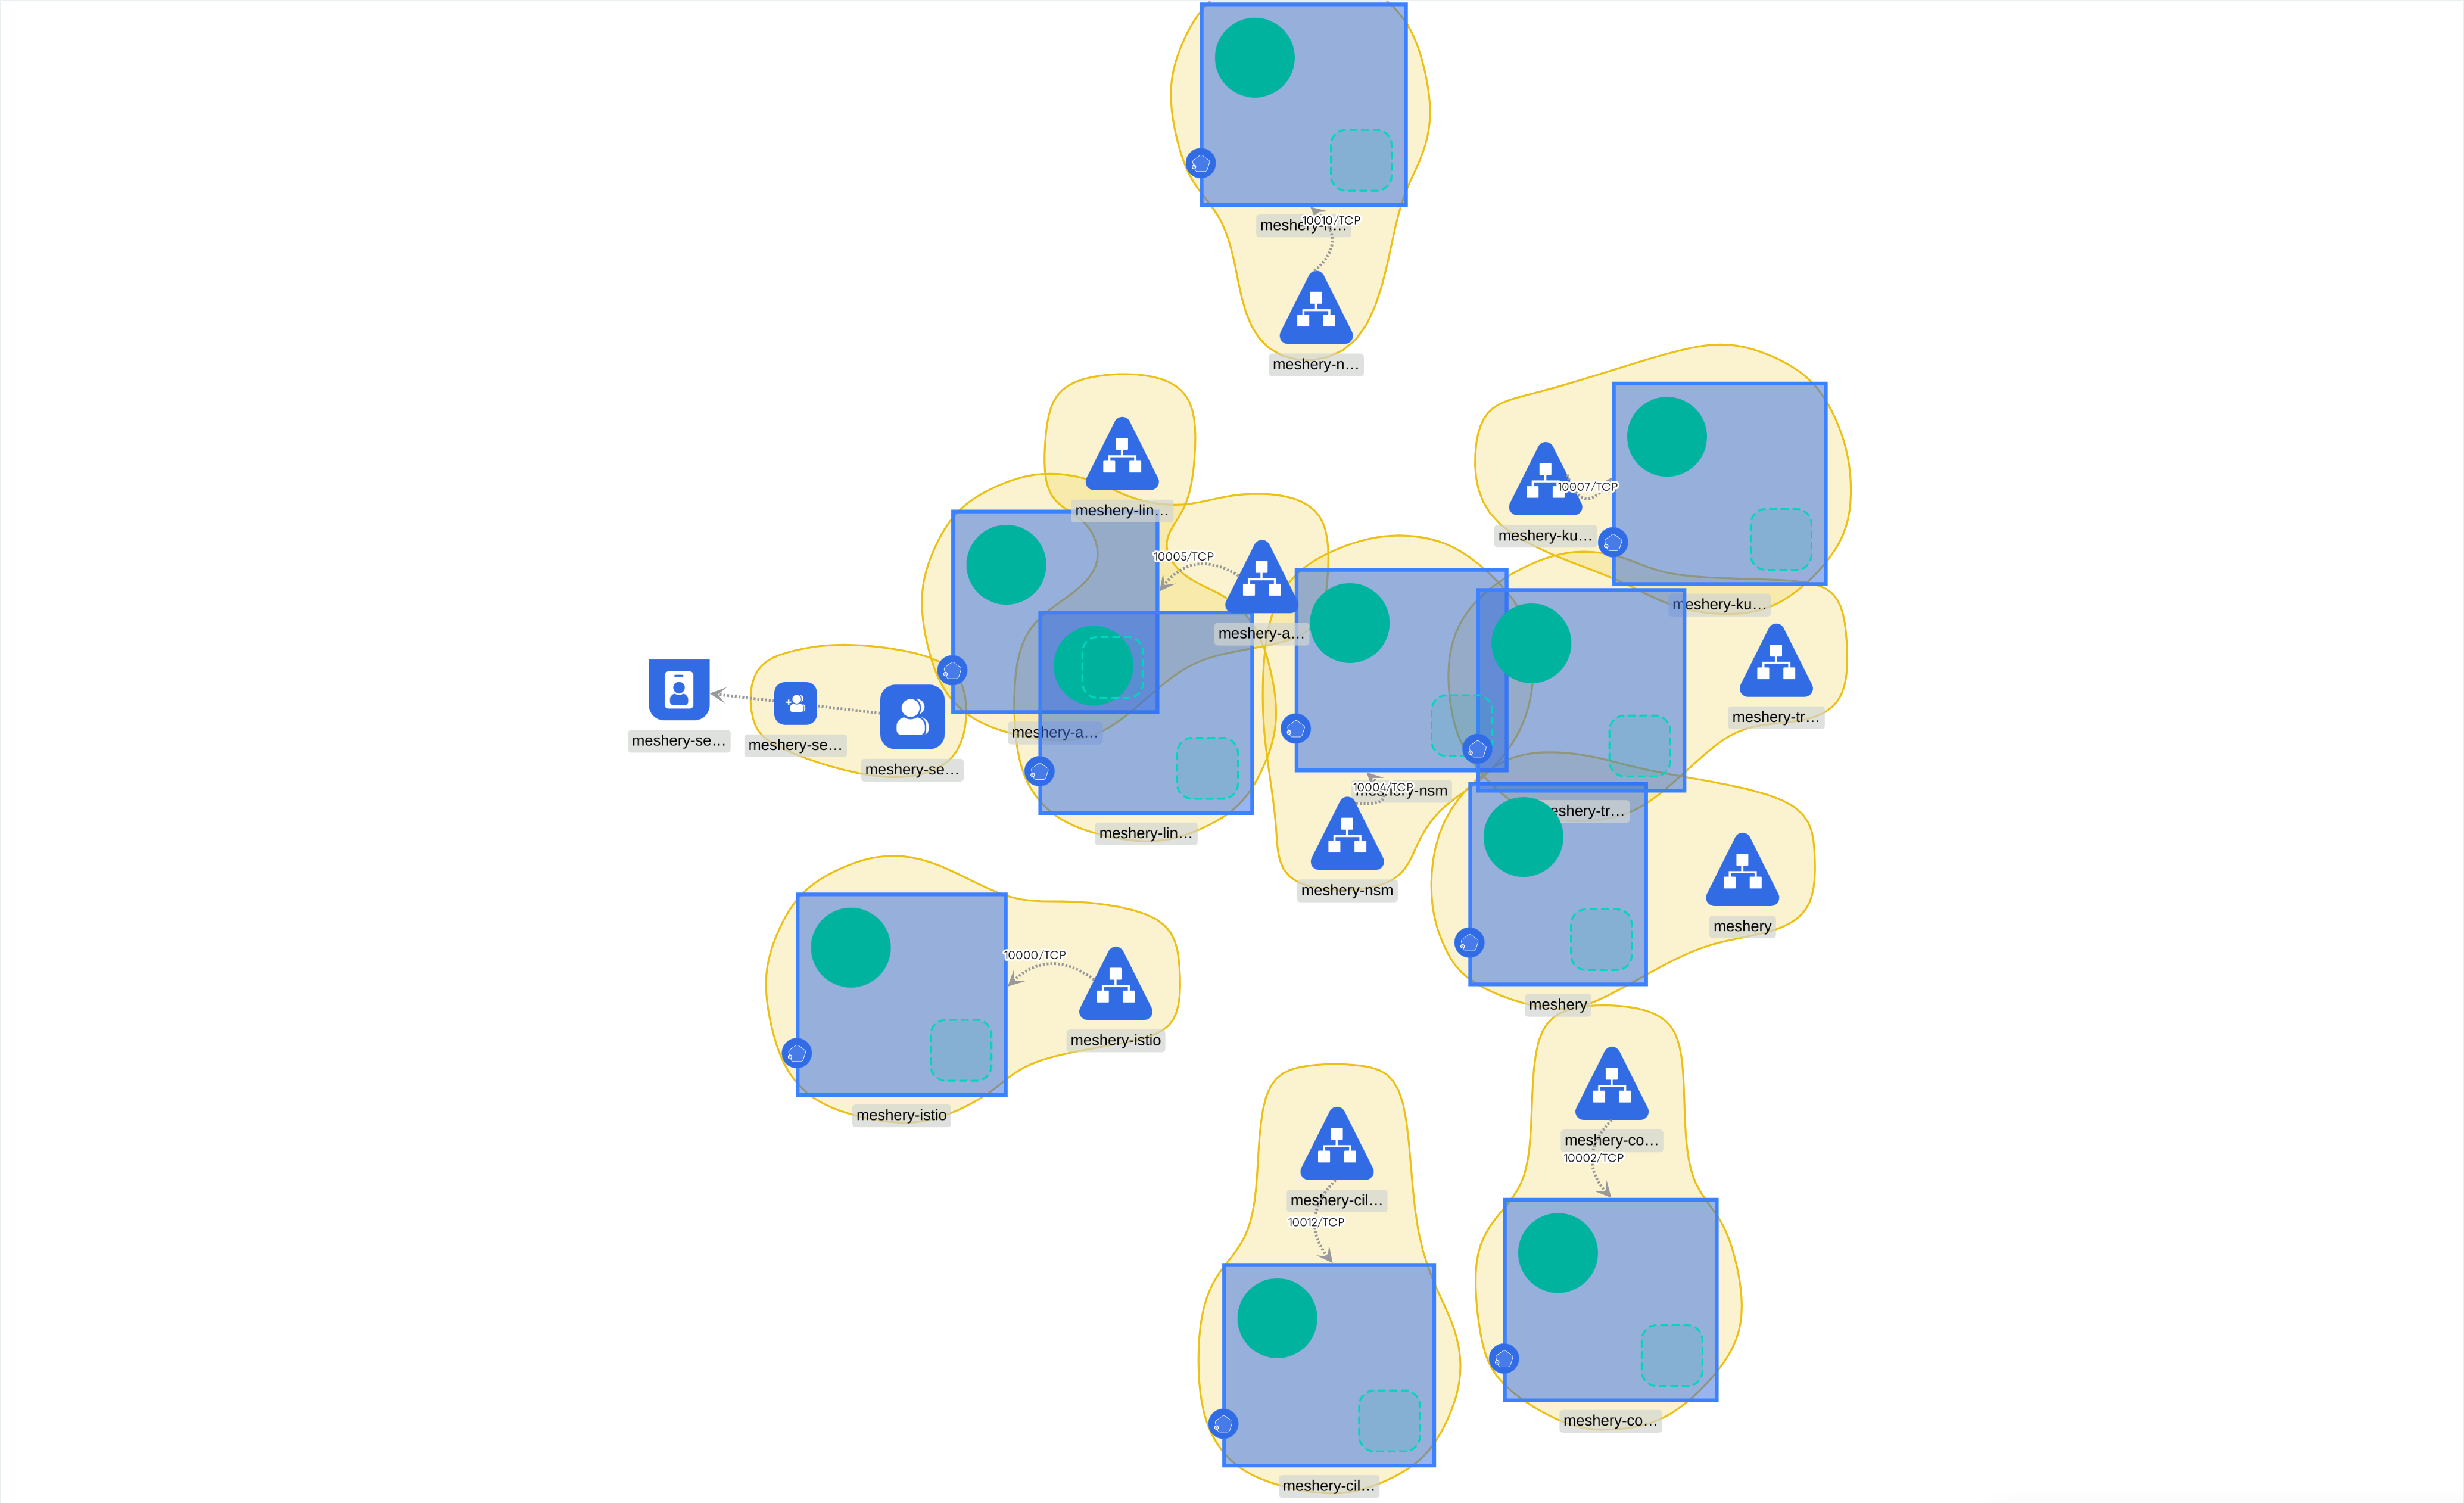 10010/TCP
meshery-n…
meshery-n…
10007/TCP
meshery-ku…
meshery-ku…
meshery-lin…
10005/TCP
meshery-a…
meshery-a…
meshery-lin…
meshery-se…
meshery-se…
meshery-se…
meshery-tr…
meshery-tr…
10004/TCP
meshery-nsm
meshery-nsm
meshery
meshery
10000/TCP
meshery-istio
meshery-istio
meshery-co…
10002/TCP
meshery-co…
meshery-cil…
10012/TCP
meshery-cil…